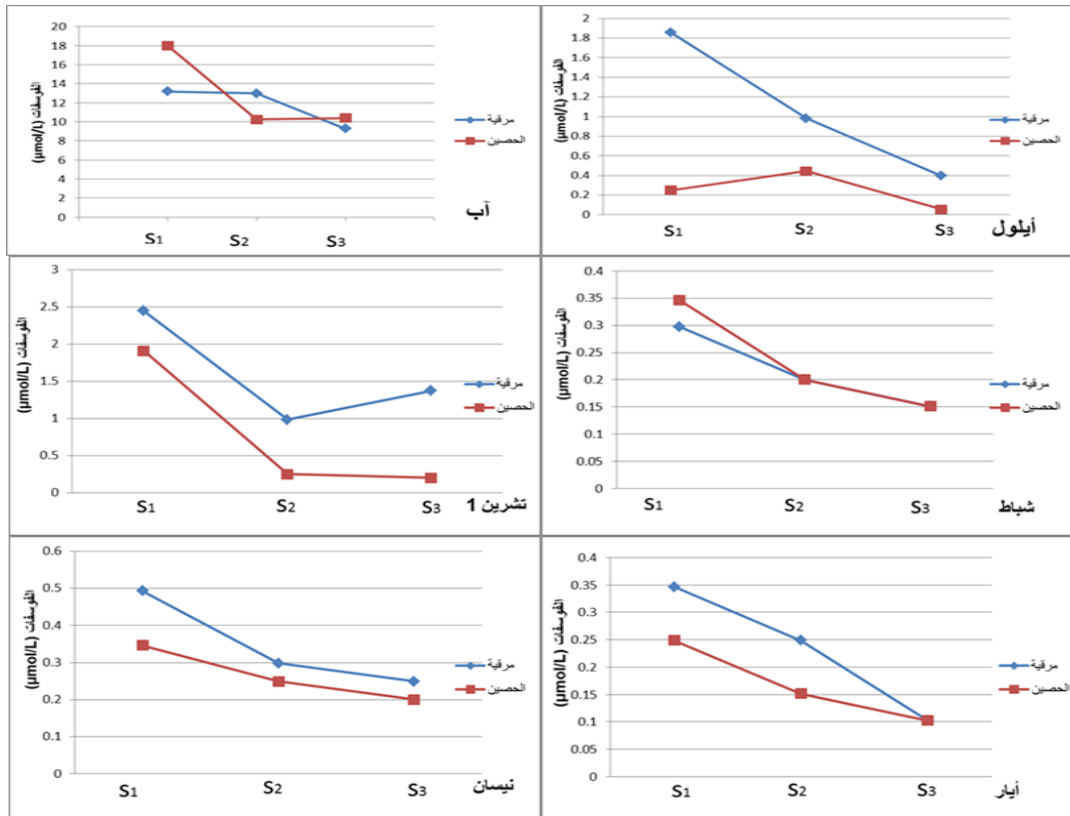 20
18
16
14
12
10
8
6
4
2
0
الفوسفات (µmol/L)
مرقية
الحصين
S1 S2 S3
آب
2
1.8
1.6
1.4
1.2
1
0.8
0.6
0.4
0.2
0
الفوسفات (µmol/L)
مرقية
الحصين
S1 S2 S3
أيلول
3
2.5
2
1.5
1
0.5
0
الفوسفات (µmol/L)
مرقية
الحصين
S1 S2 S3
تشرين 1
0.4
0.35
0.3
0.25
0.2
0.15
0.1
0.05
0
الفوسفات (µmol/L)
مرقية
الحصين
S1 S2 S3
شباط
0.6
0.5
0.4
0.3
0.2
0.1
0
الفوسفات (µmol/L)
مرقية
الحصين
S1 S2 S3
نيسان
0.4
0.35
0.3
0.25
0.2
0.15
0.1
0.05
0
الفوسفات (µmol/L)
مرقية
الحصين
S1 S2 S3
أيار